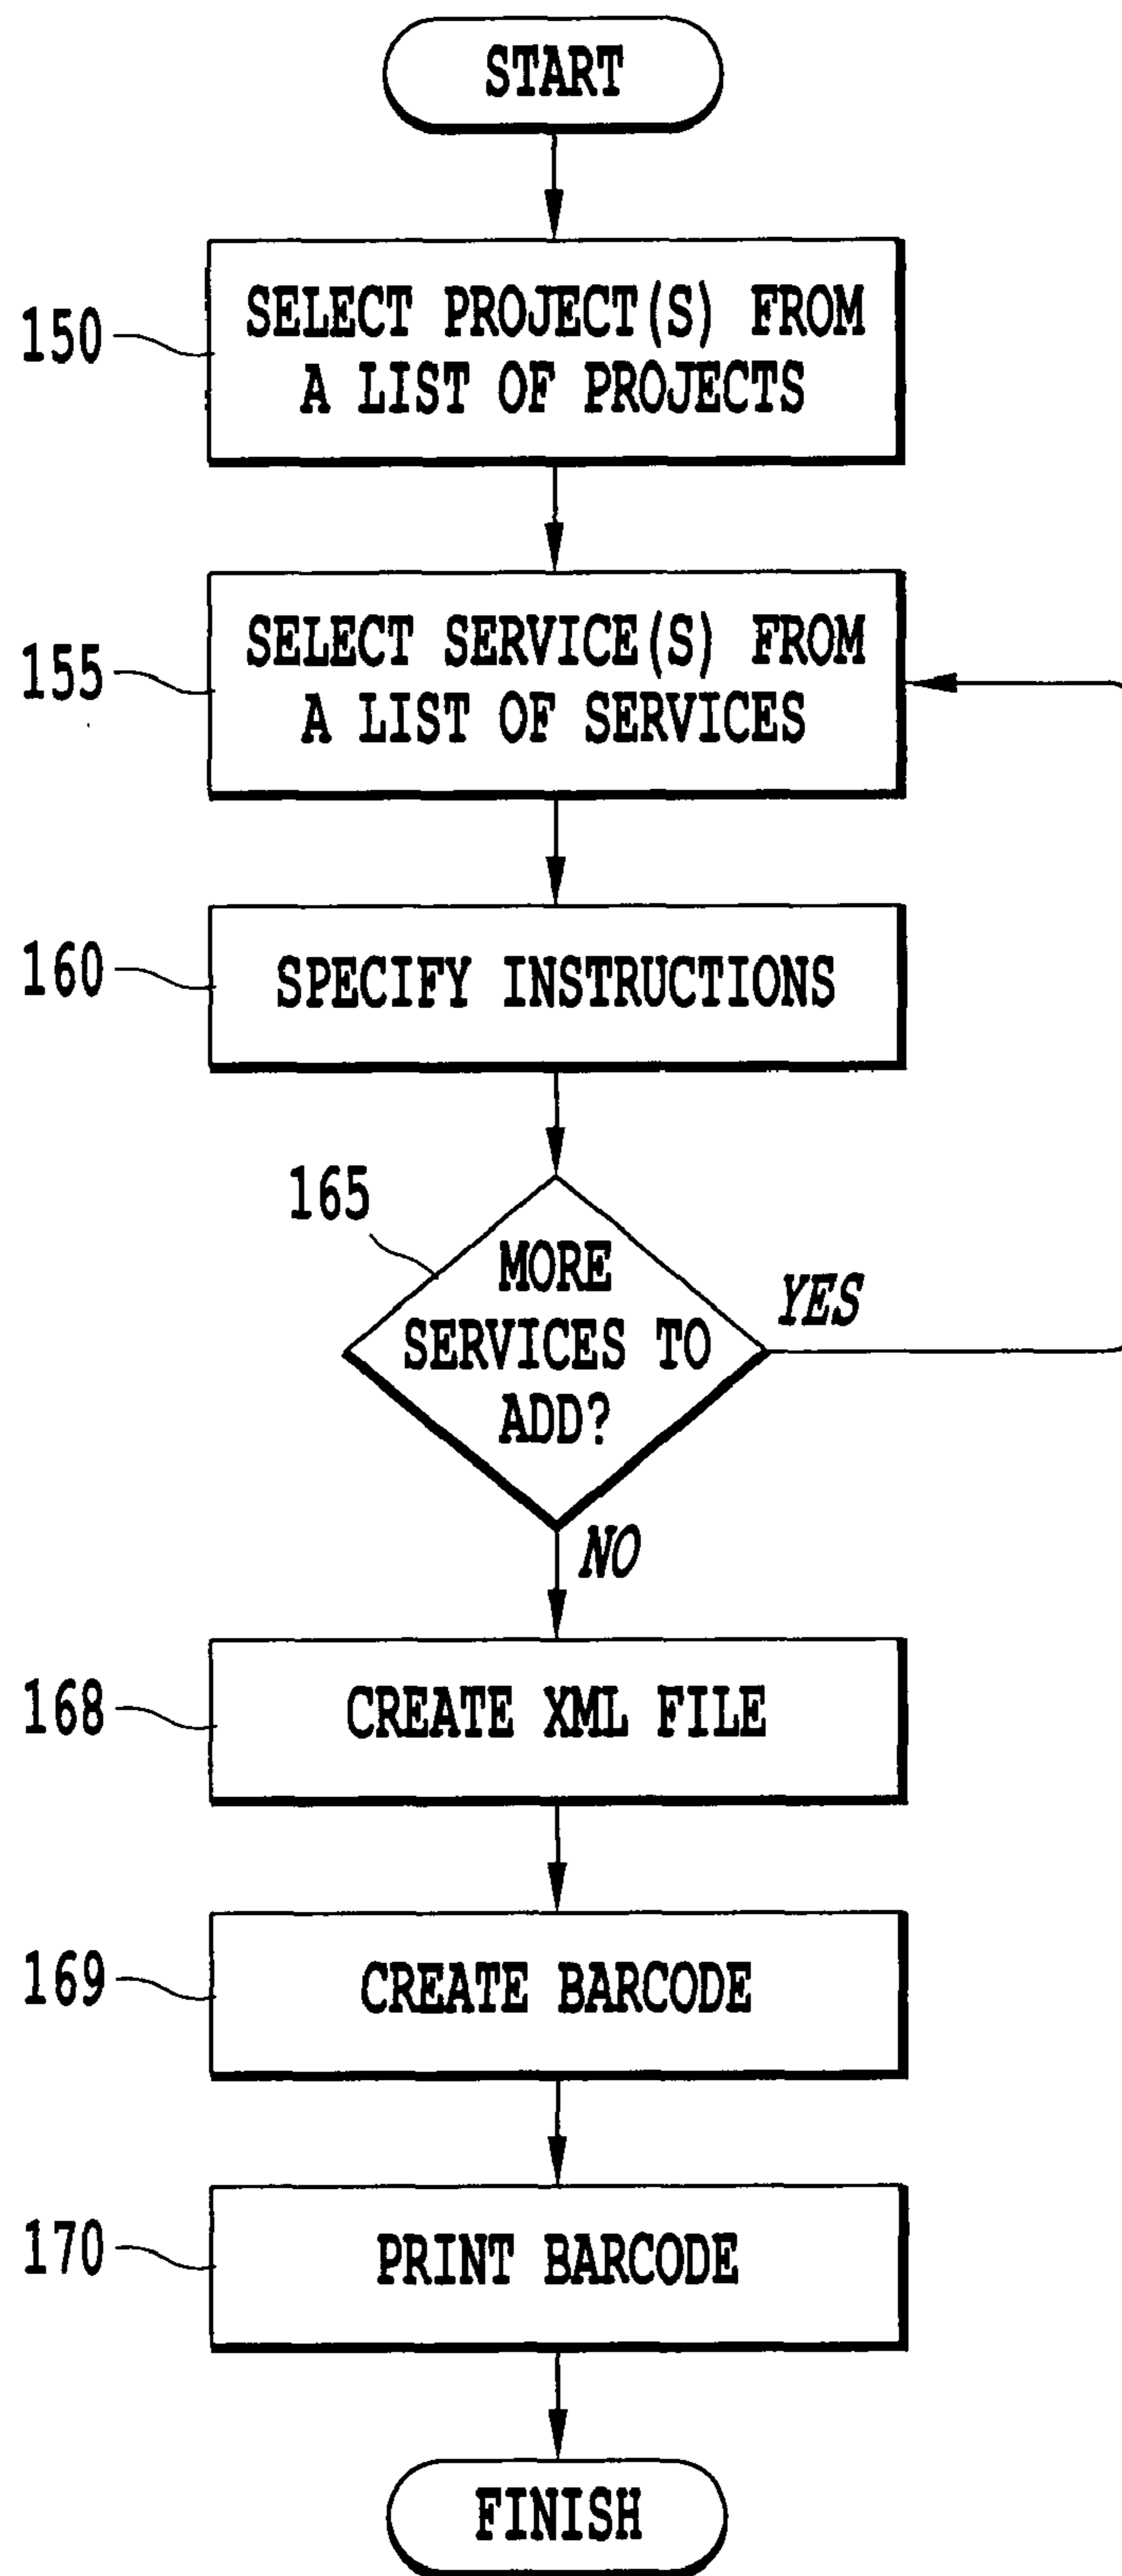 START
150
SELECT PROJECT(S) FROM
A LIST OF PROJECTS
155
SELECT SERVICE(S) FROM
A LIST OF SERVICES
160
SPECIFY INSTRUCTIONS
165
MORE
SERVICES TO
ADD?
YES
NO
168
CREATE XML FILE
169
CREATE BARCODE
170
PRINT BARCODE
FINISH